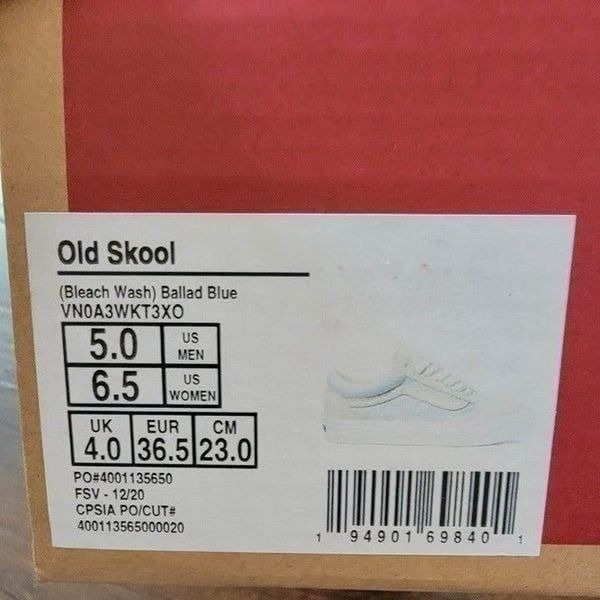 Old Skool
(Bleach Wash) Ballad Blue
VN0A3WKT3XO
5.0 US MEN
6.5 US WOMEN
UK EUR CM
4.0 36.5 23.0
PO#4001135650
FSV - 12/20
CPSIA PO/CUT#
400113565000020
1 94901 69840 1